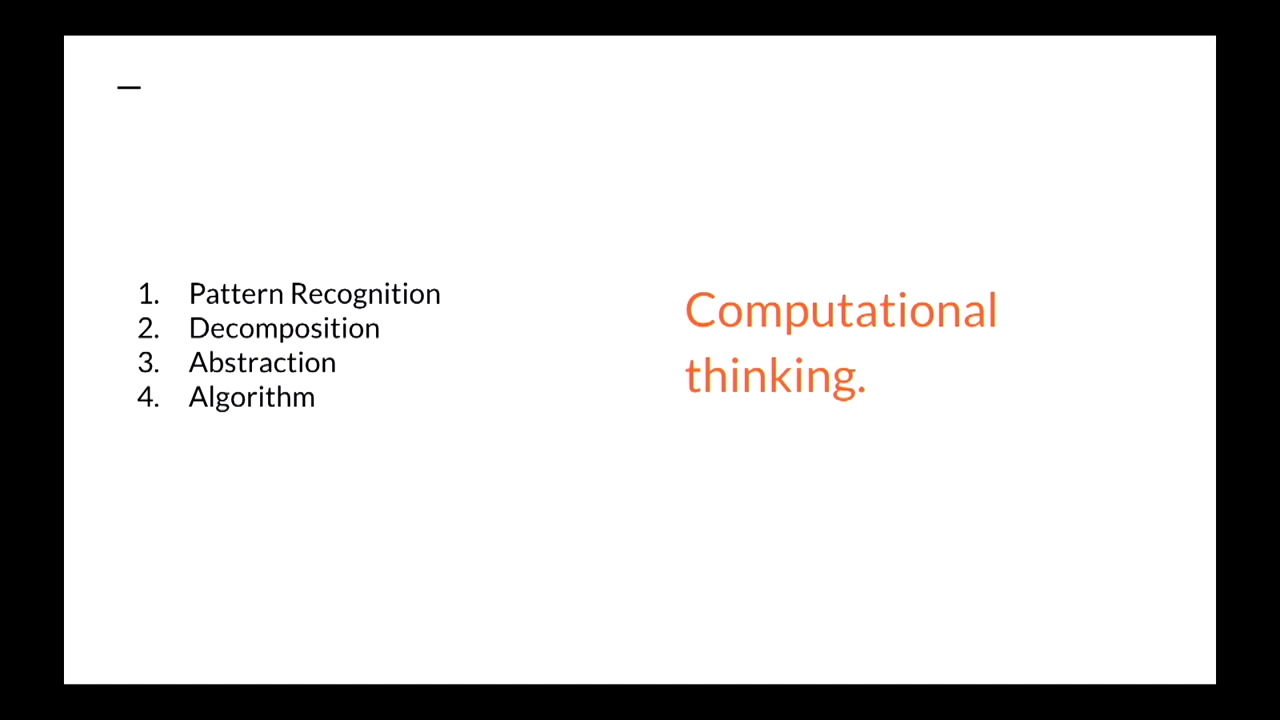 1. Pattern Recognition
2. Decomposition
3. Abstraction
4. Algorithm
Computational
thinking.